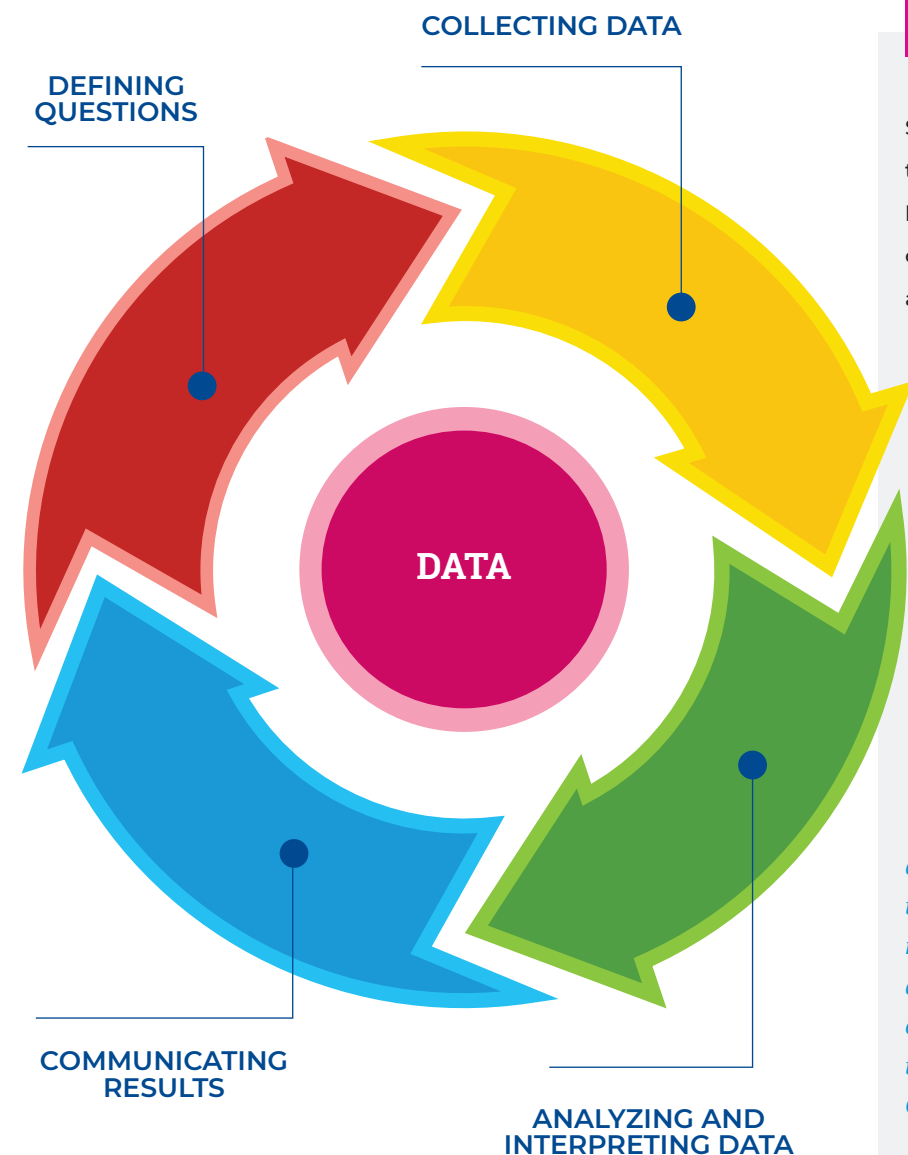 COLLECTING DATA
DEFINING
QUESTIONS
DATA
COMMUNICATING
RESULTS
ANALYZING AND
INTERPRETING DATA